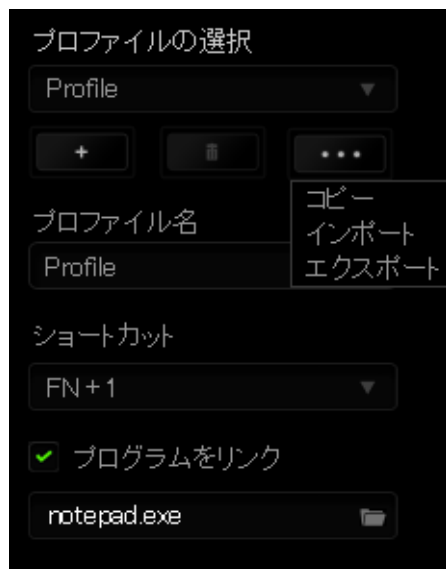 プロファイルの選択
Profile
+
•••
コピー
インポート
エクスポート
プロファイル名
Profile
ショートカット
FN+1
プログラムをリンク
notepad.exe